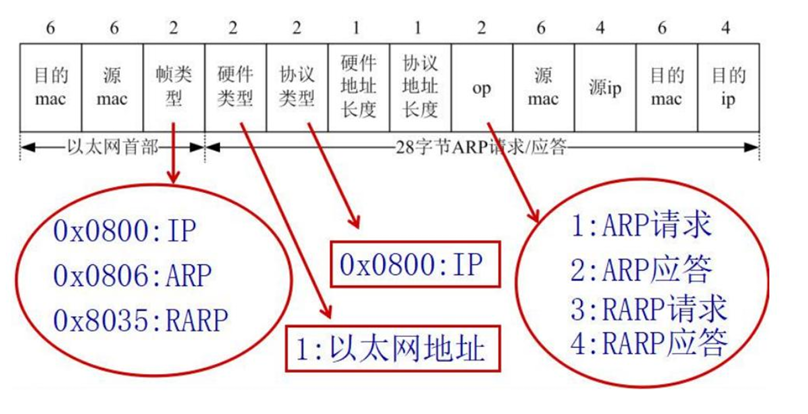 6 6 2 2 2 1 1 2 6 4 6 4
目的mac 源mac 帧类型 硬件类型 协议类型 硬件地址长度 协议地址长度 op 源mac 源ip 目的mac 目的ip
以太网首部 28字节ARP请求/应答
0x0800:IP
0x0806:ARP
0x8035:RARP
0x0800:IP
1:以太网地址
1:ARP请求
2:ARP应答
3:RARP请求
4:RARP应答